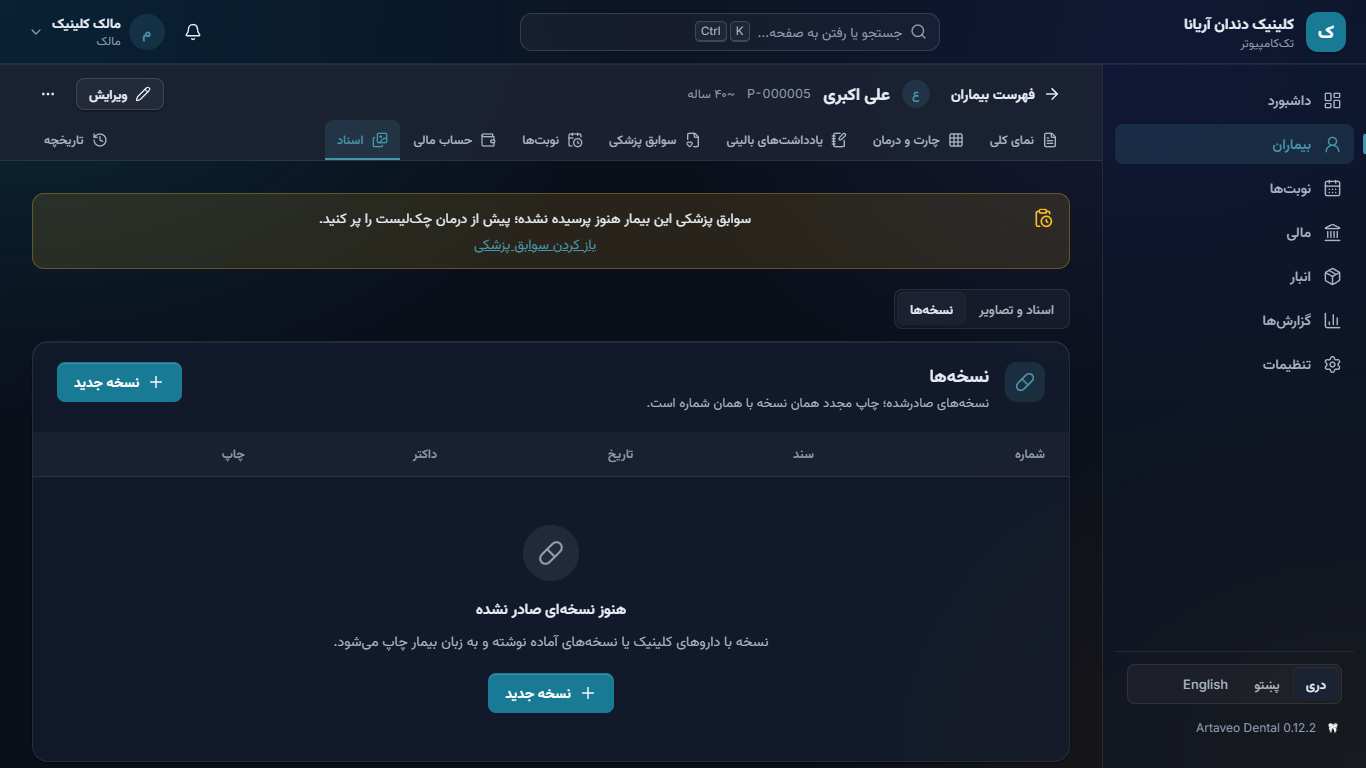 کلینیک دندان آریانا
تک‌کامپیوتر
ک
جستجو یا رفتن به صفحه... Ctrl K
مالک کلینیک
مالک
م
داشبورد
بیماران
نوبت‌ها
مالی
انبار
گزارش‌ها
تنظیمات
دری پښتو English
Artaveo Dental 0.12.2
فهرست بیماران ع علی اکبری P-000005 ~۴۰ ساله
ویرایش
نمای کلی چارت و درمان یادداشت‌های بالینی سوابق پزشکی نوبت‌ها حساب مالی اسناد تاریخچه
سوابق پزشکی این بیمار هنوز پرسیده نشده؛ پیش از درمان چک‌لیست را پر کنید.
باز کردن سوابق پزشکی
اسناد و تصاویر نسخه‌ها
نسخه‌ها
نسخه‌های صادرشده؛ چاپ مجدد همان نسخه با همان شماره است.
نسخه جدید
شماره سند تاریخ داکتر چاپ
هنوز نسخه‌ای صادر نشده
نسخه با داروهای کلینیک یا نسخه‌های آماده نوشته و به زبان بیمار چاپ می‌شود.
نسخه جدید